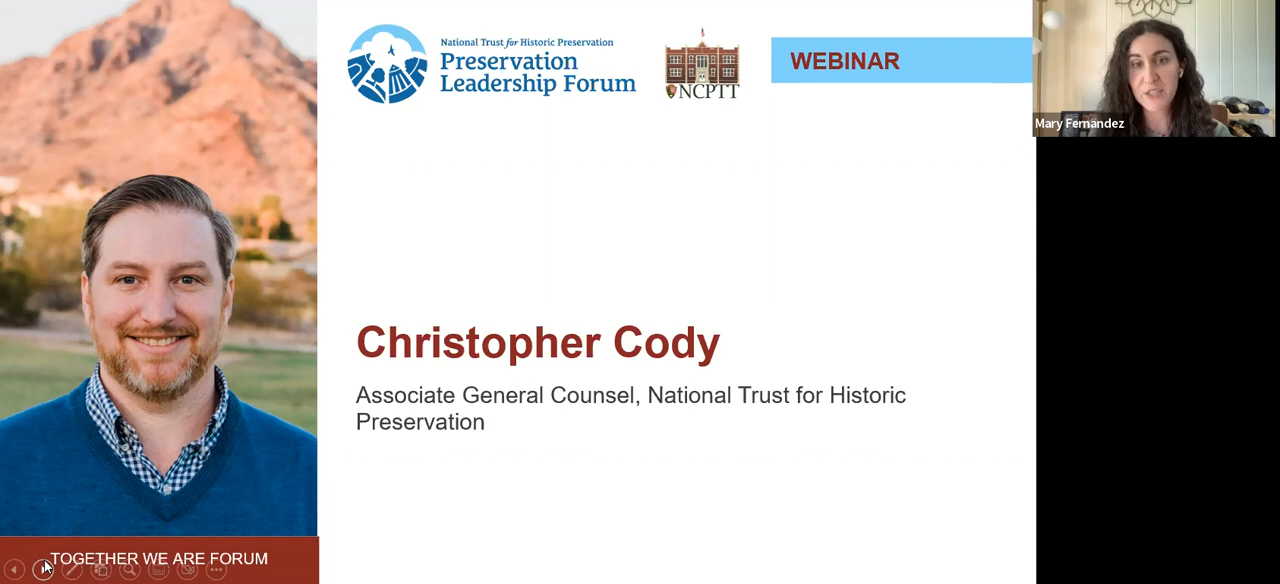 National Trust for Historic Preservation
Preservation
Leadership Forum
NCPTT
WEBINAR
Mary Fernandez
Christopher Cody
Associate General Counsel, National Trust for Historic
Preservation
TOGETHER WE ARE FORUM